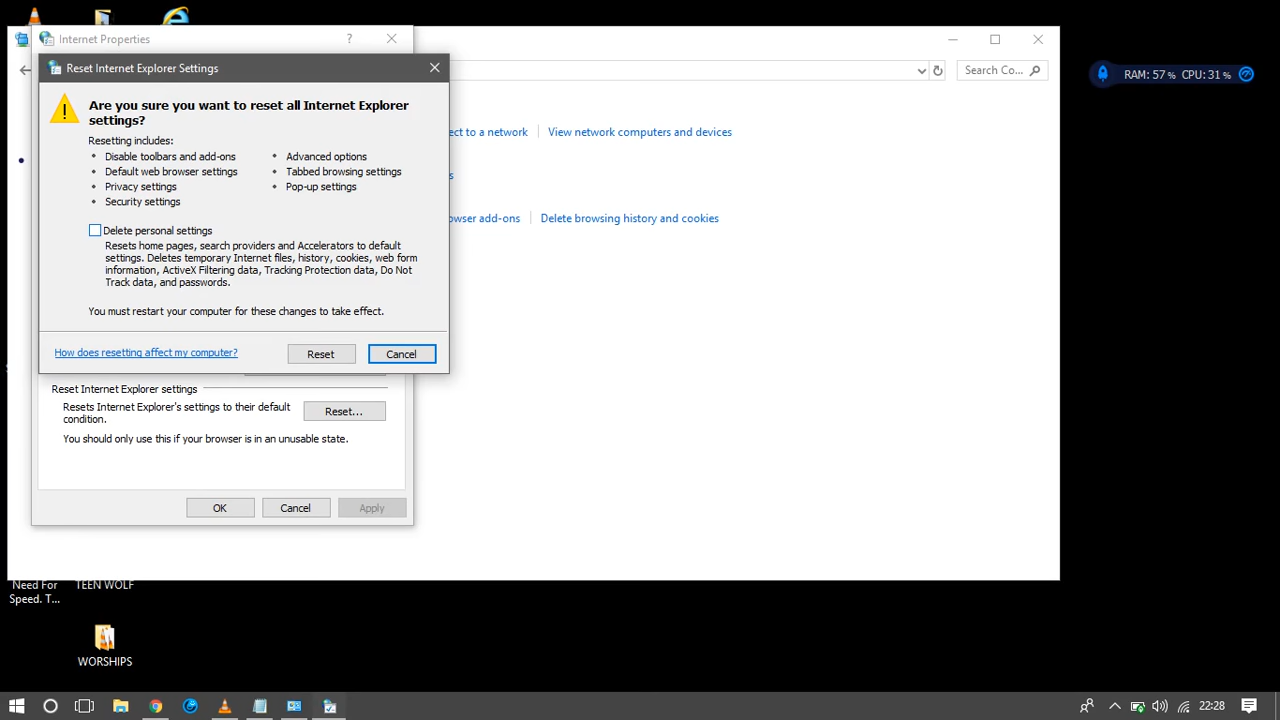 Internet Properties
?
Reset Internet Explorer Settings
Search Co...
RAM: 57 % CPU: 31 %
Are you sure you want to reset all Internet Explorer
settings?
Resetting includes:
Disable toolbars and add-ons
Advanced options
Default web browser settings
Tabbed browsing settings
Privacy settings
Pop-up settings
Security settings
ect to a network
View network computers and devices
s
owser add-ons
Delete browsing history and cookies
Delete personal settings
Resets home pages, search providers and Accelerators to default
settings. Deletes temporary Internet files, history, cookies, web form
information, ActiveX Filtering data, Tracking Protection data, Do Not
Track data, and passwords.
You must restart your computer for these changes to take effect.
How does resetting affect my computer?
Reset
Cancel
Reset Internet Explorer settings
Resets Internet Explorer's settings to their default
condition.
Reset...
You should only use this if your browser is in an unusable state.
OK
Cancel
Apply
Need For
Speed. T...
TEEN WOLF
WORSHIPS
22:28